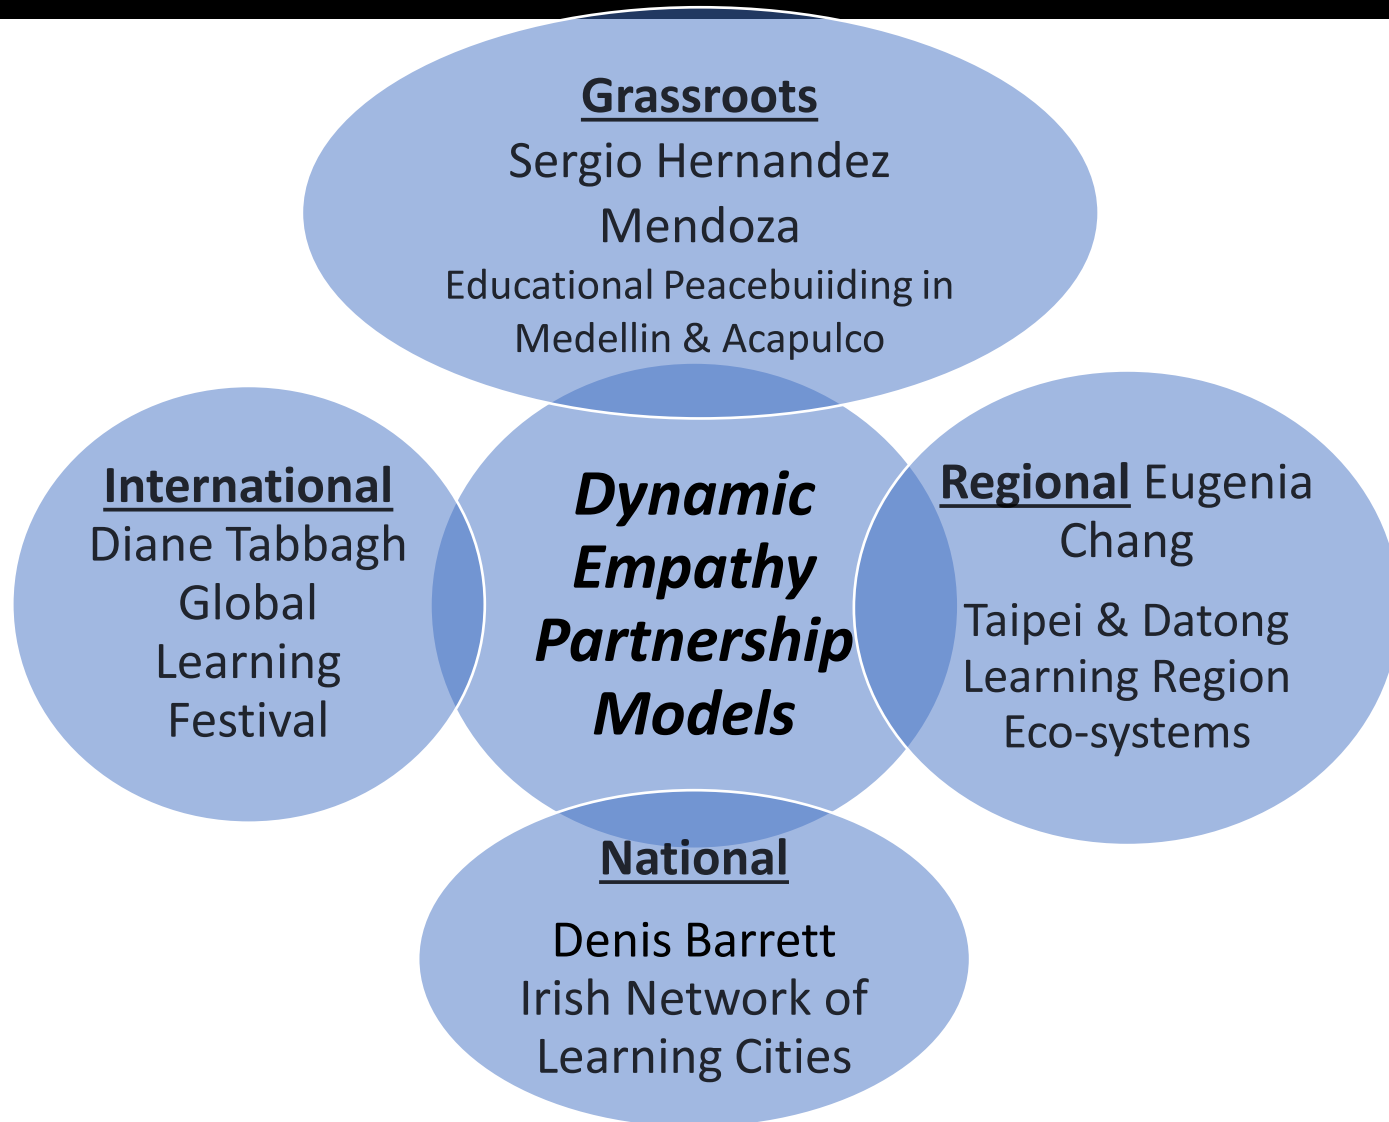 Grassroots
Sergio Hernandez
Mendoza
Educational Peacebuiiding in
Medellin & Acapulco
International
Diane Tabbagh
Global
Learning
Festival
Dynamic
Empathy
Partnership
Models
Regional Eugenia
Chang
Taipei & Datong
Learning Region
Eco-systems
National
Denis Barrett
Irish Network of
Learning Cities